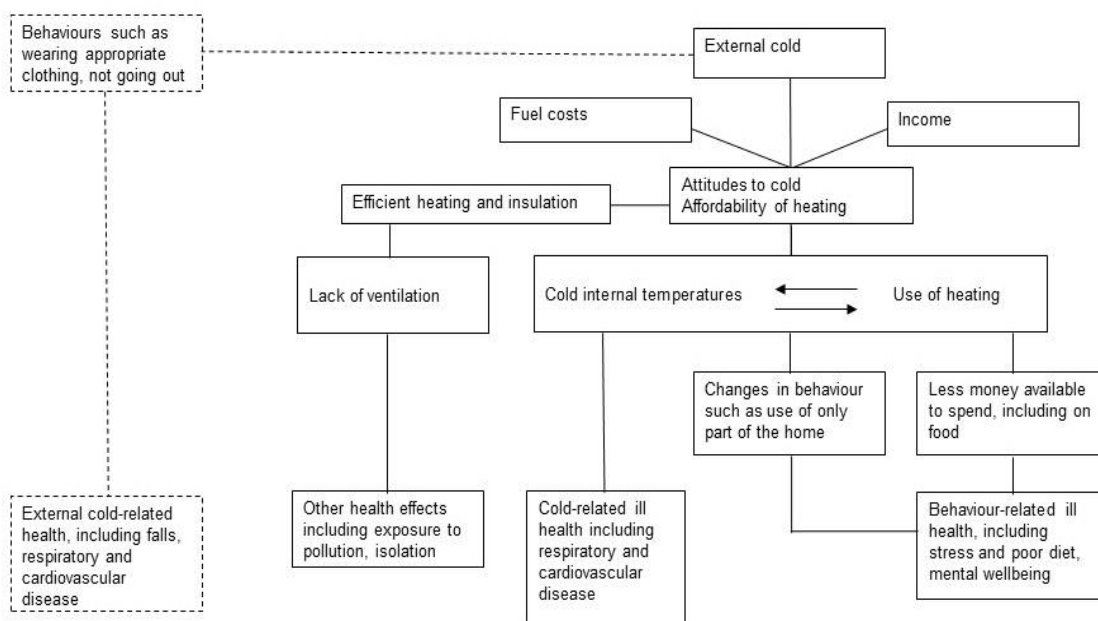 Behaviours such as
wearing appropriate
clothing, not going out
External cold
Fuel costs
Income
Attitudes to cold
Affordability of heating
Efficient heating and insulation
Lack of ventilation
Cold internal temperatures
Use of heating
Changes in behaviour
such as use of only
part of the home
Less money available
to spend, including on
food
External cold-related
health, including falls,
respiratory and
cardiovascular
disease
Other health effects
including exposure to
pollution, isolation
Cold-related ill
health including
respiratory and
cardiovascular
disease
Behaviour-related ill
health, including
stress and poor diet,
mental wellbeing